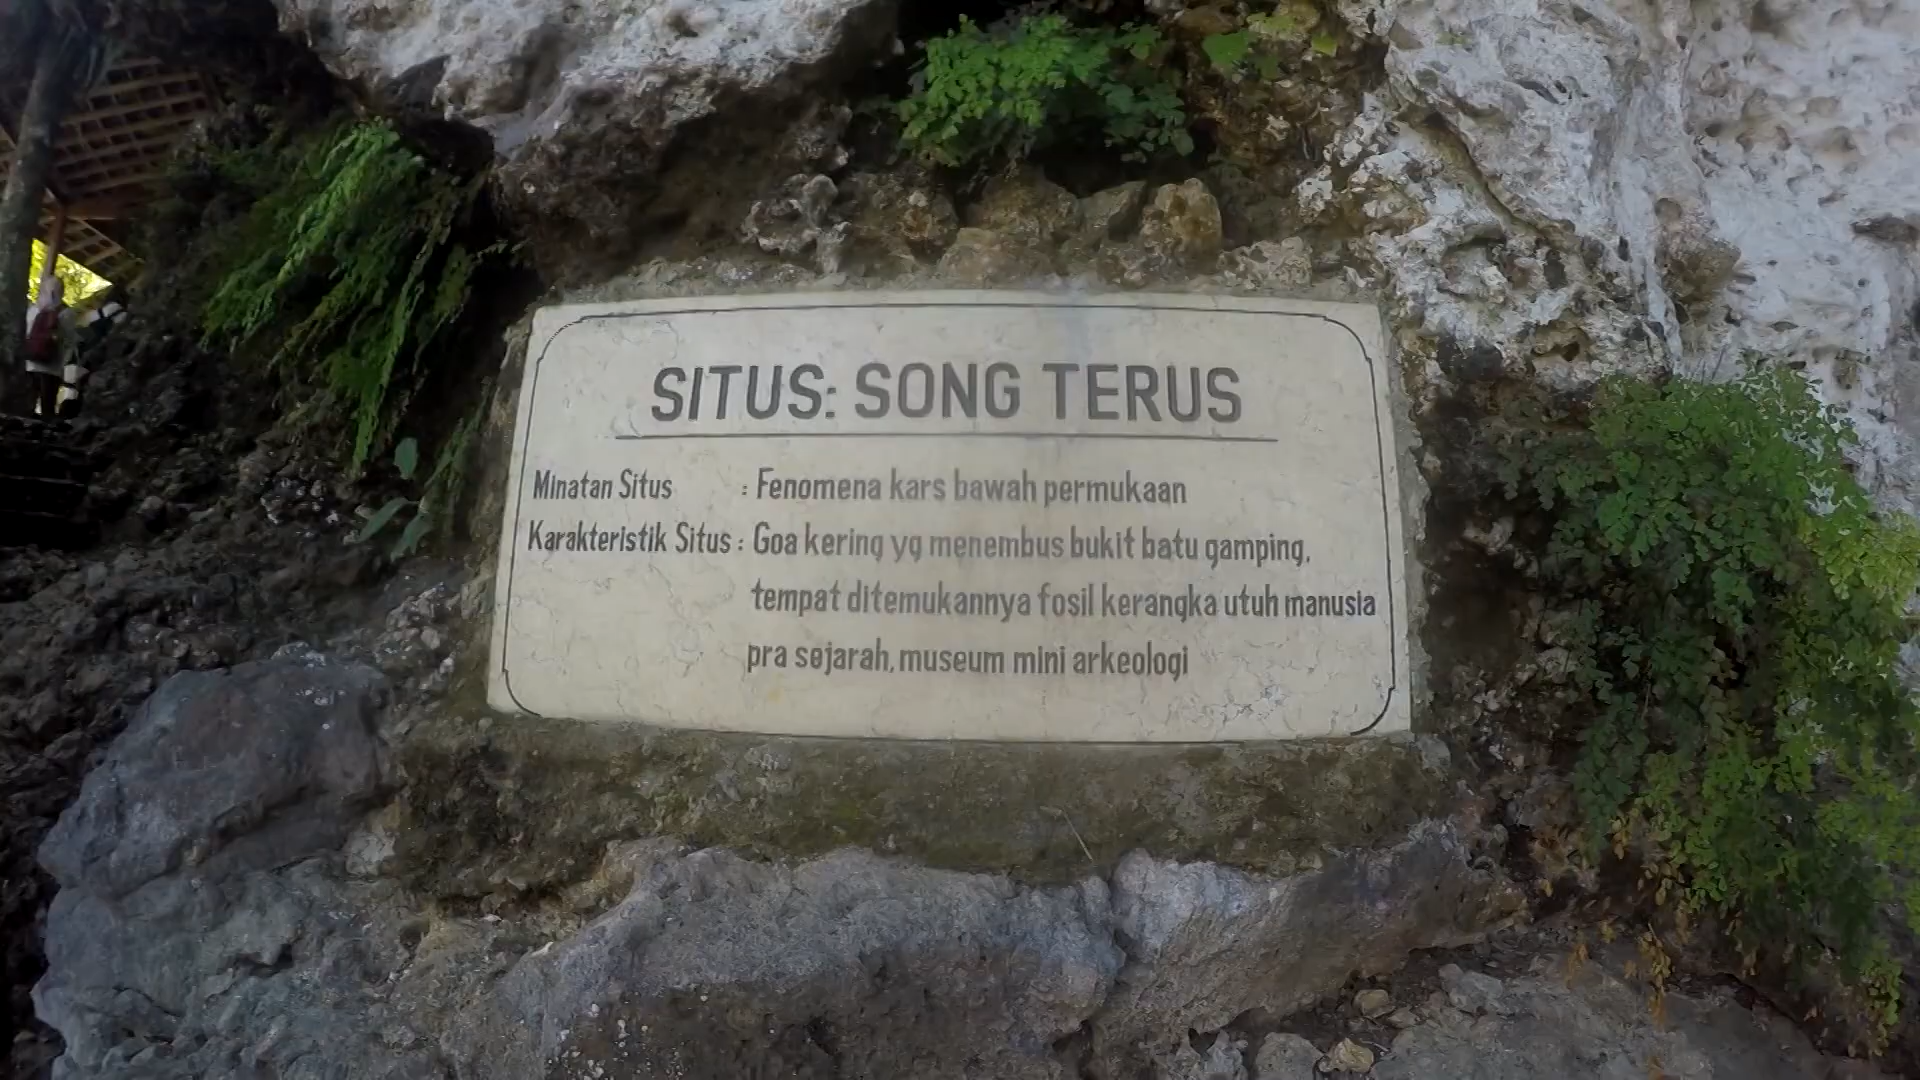 SITUS: SONG TERUS
Minatan Situs : Fenomena kars bawah permukaan
Karakteristik Situs : Goa kering yg menembus bukit batu gamping,
tempat ditemukannya fosil kerangka utuh manusia
pra sejarah, museum mini arkeologi